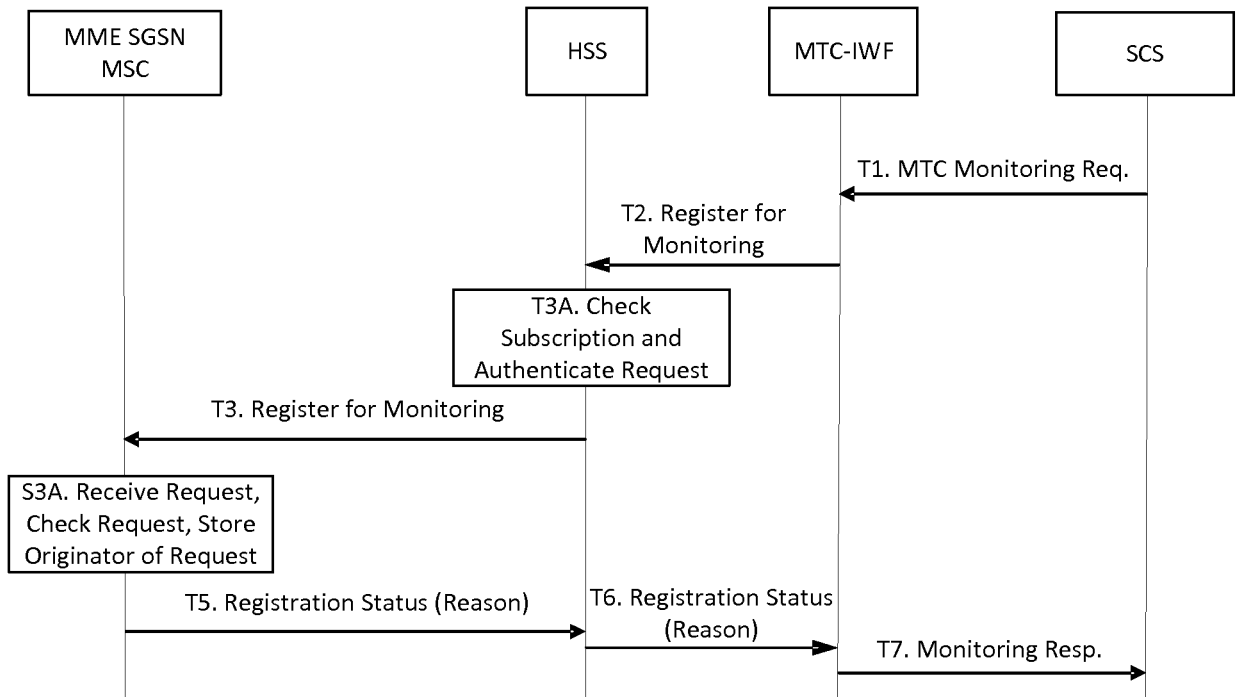 MME SGSN
MSC
HSS
MTC-IWF
SCS
T1. MTC Monitoring Req.
T2. Register for
Monitoring
T3A. Check
Subscription and
Authenticate Request
T3. Register for Monitoring
S3A. Receive Request,
Check Request, Store
Originator of Request
T5. Registration Status (Reason)
T6. Registration Status
(Reason)
T7. Monitoring Resp.